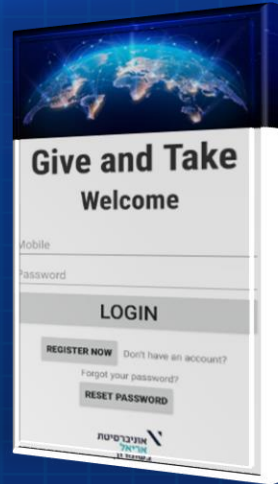 Give and Take
Welcome
Mobile
Password
LOGIN
REGISTER NOW Don't have an account?
Forgot your password?
RESET PASSWORD
אוניברסיטת
אריאל